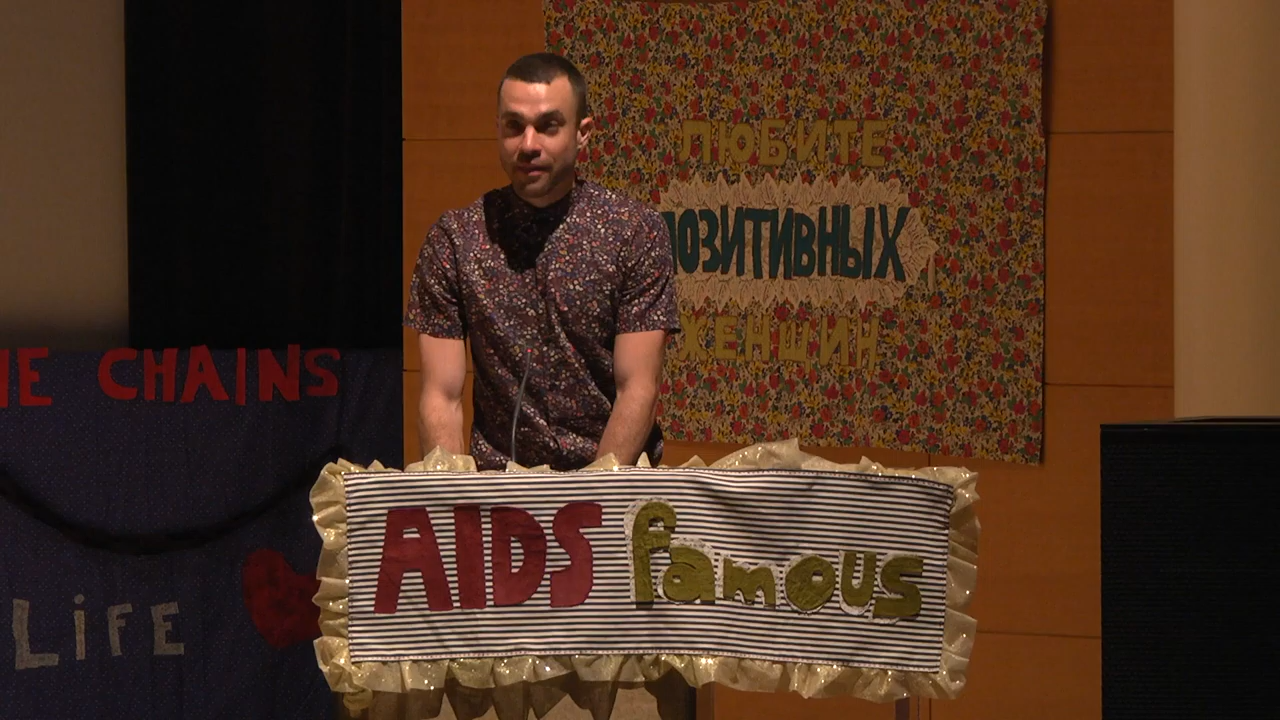 ЛЮБИТЕ
ПОЗИТИВНЫХ
ЖЕНЩИН
CHAINS
LiFE
AIDS famous